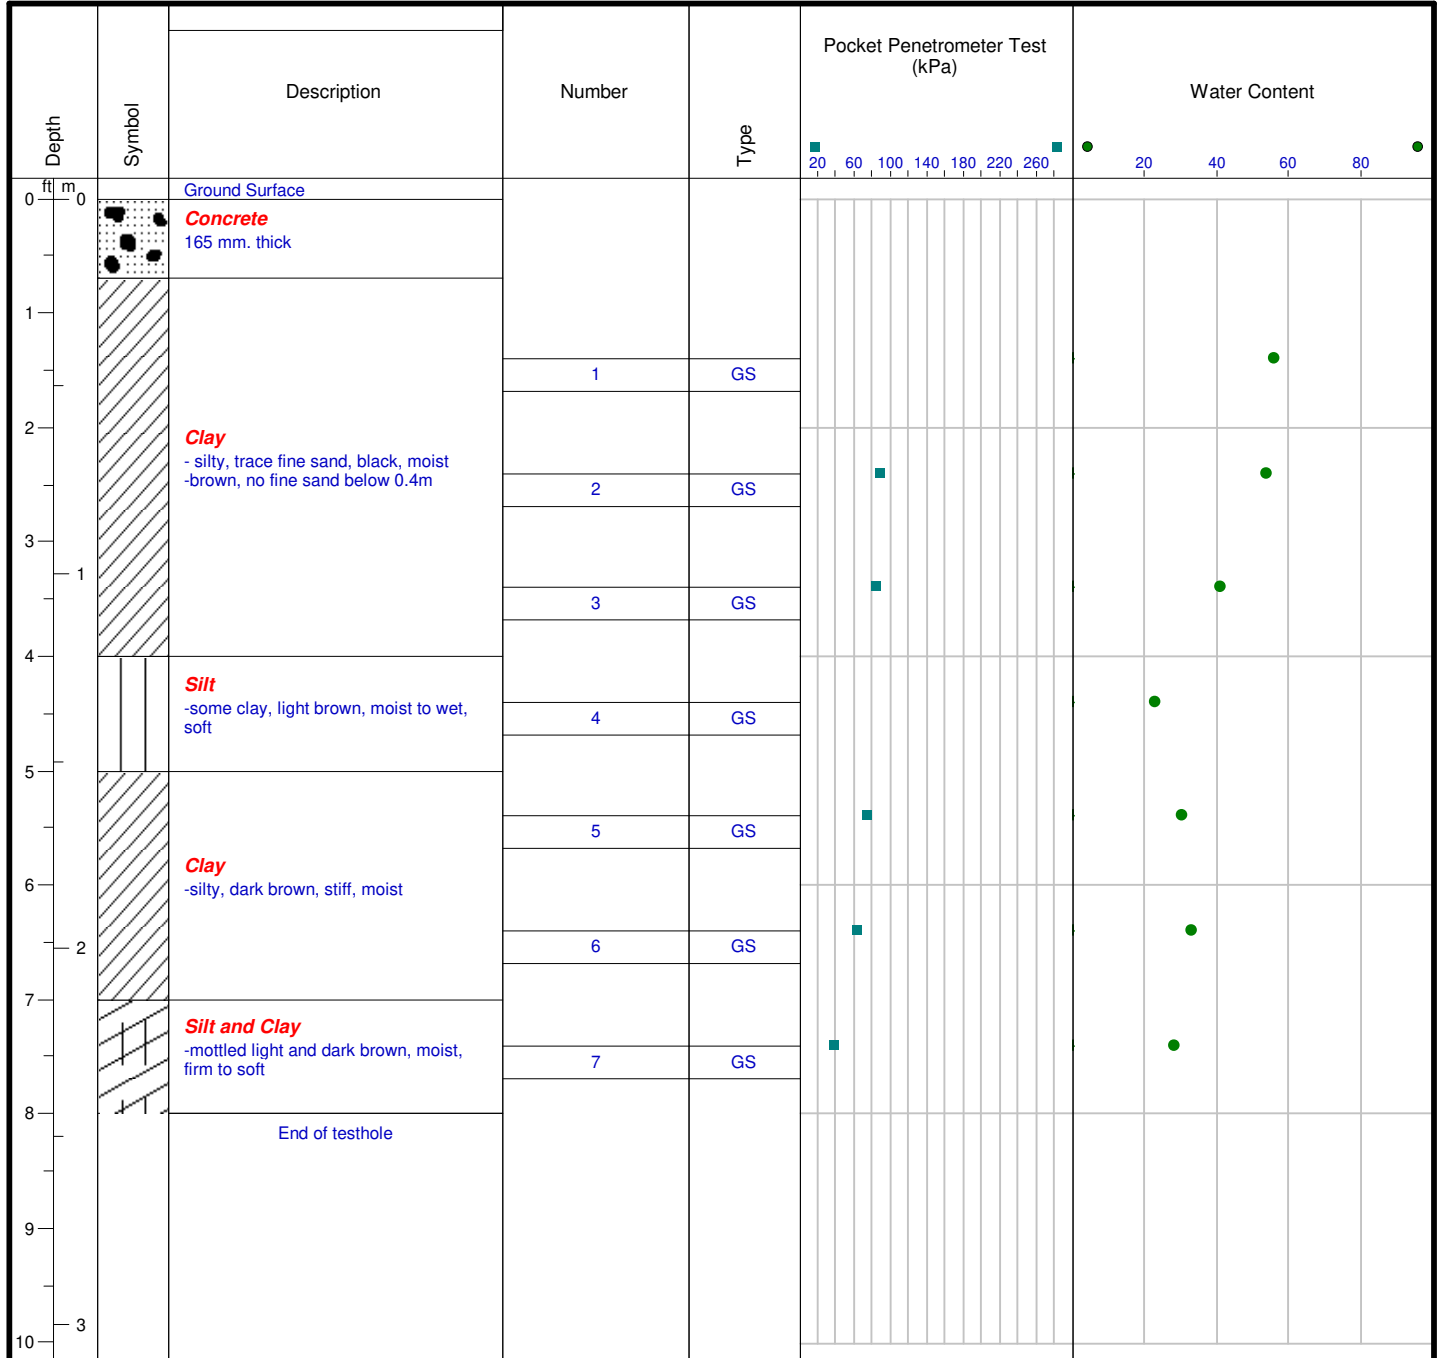 Depth
Symbol
Description
Number
Type
Pocket Penetrometer Test
(kPa)
Water Content
20 60 100 140 180 220 260
20 40 60 80
ft m
0 0
Ground Surface
Concrete
165 mm. thick
1
1 GS
2
Clay
- silty, trace fine sand, black, moist
-brown, no fine sand below 0.4m
2 GS
3
1
3 GS
4
Silt
-some clay, light brown, moist to wet,
soft
4 GS
5
5 GS
Clay
-silty, dark brown, stiff, moist
6
2
6 GS
7
Silt and Clay
-mottled light and dark brown, moist,
firm to soft
7 GS
8
End of testhole
9
3
10